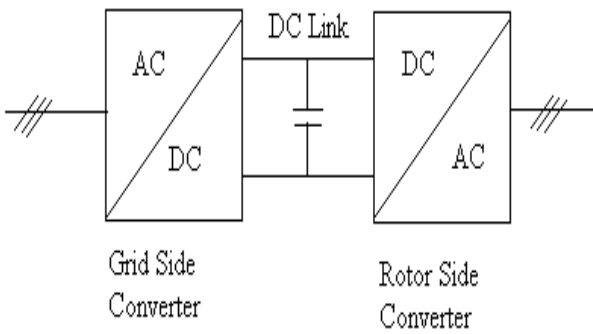 DC Link
AC
DC
DC
AC
Grid Side
Converter
Rotor Side
Converter